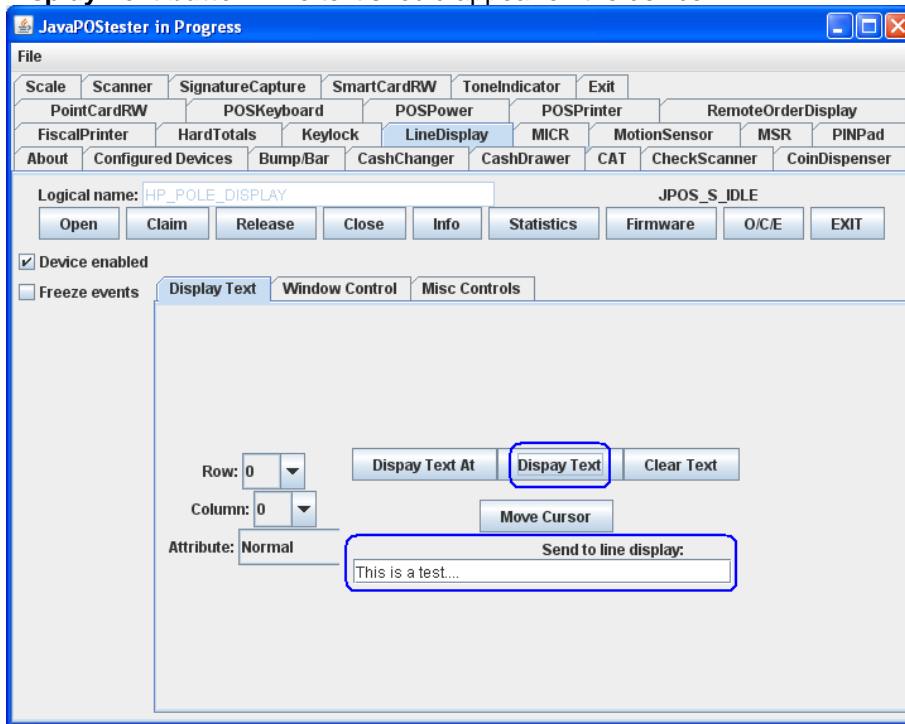 JavaPOStester in Progress
File
Scale Scanner SignatureCapture SmartCardRW ToneIndicator Exit
PointCardRW POSKeyboard POSPower POSPrinter RemoteOrderDisplay
FiscalPrinter HardTotals Keylock LineDisplay MICR MotionSensor MSR PINPad
About Configured Devices Bump/Bar CashChanger CashDrawer CAT CheckScanner CoinDispenser
Logical name: HP_POLE_DISPLAY JPOS_S_IDLE
Open Claim Release Close Info Statistics Firmware O/C/E EXIT
Device enabled
Freeze events Display Text Window Control Misc Controls
Row: 0 Dispay Text At Dispay Text Clear Text
Column: 0 Move Cursor
Attribute: Normal Send to line display:
This is a test....